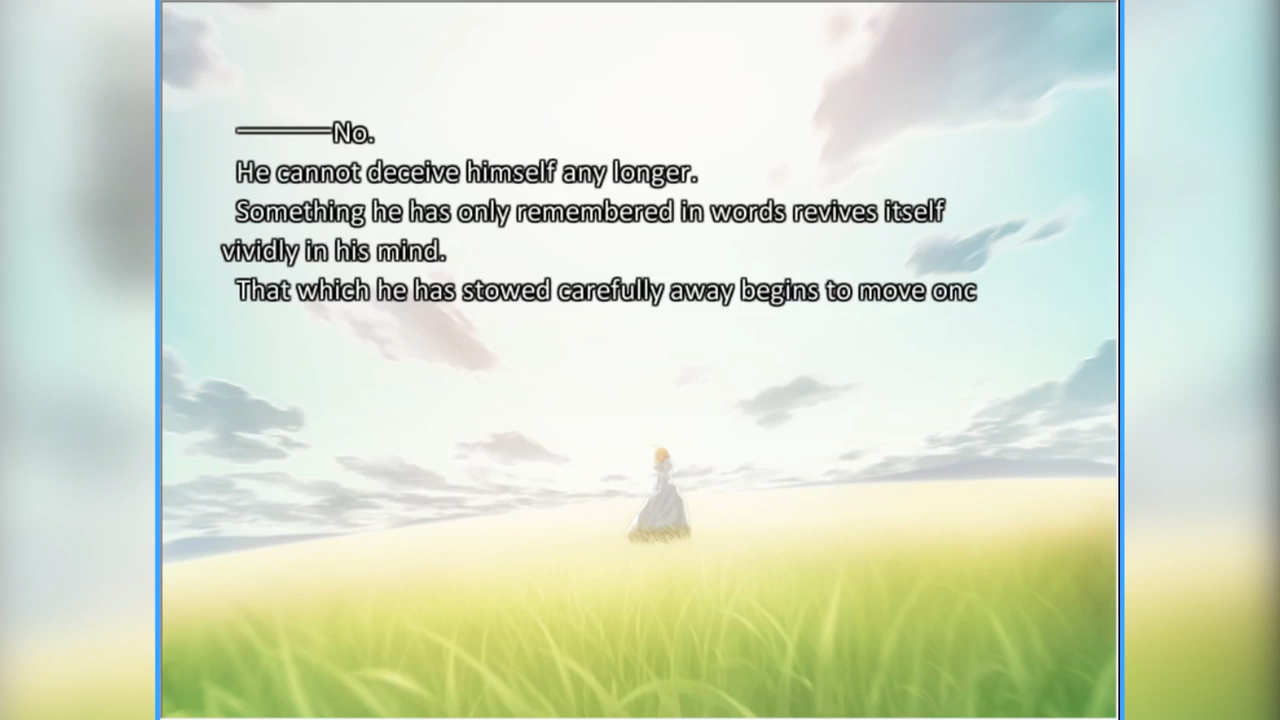 ————No.
He cannot deceive himself any longer.
Something he has only remembered in words revives itself
vividly in his mind.
That which he has stowed carefully away begins to move onc